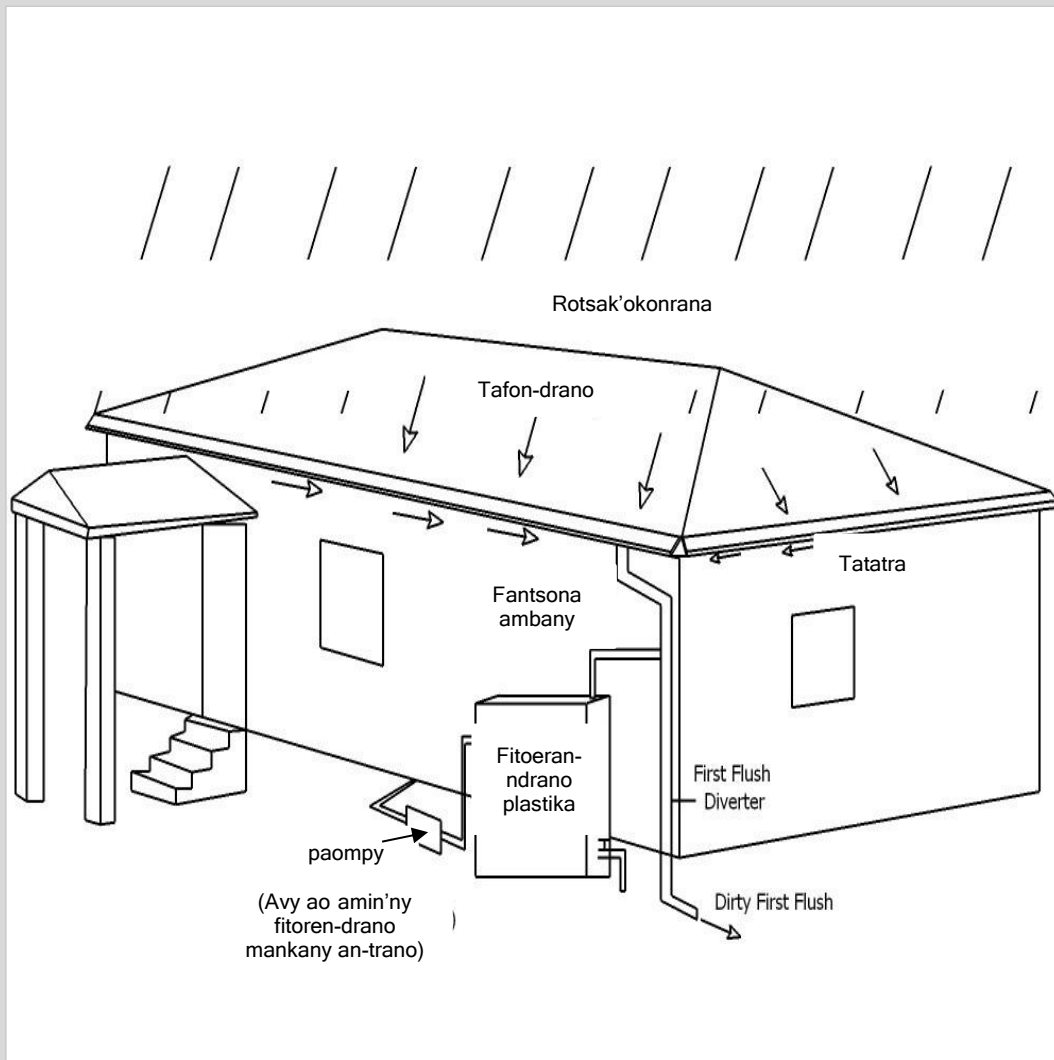 Rotsak’okonrana
Tafon-drano
Tatatra
Fantsona
ambany
Fitoeran-
ndrano
plastika
First Flush
Diverter
paompy
Dirty First Flush
(Avy ao amin’ny
fitoren-drano
mankany an-trano)
)